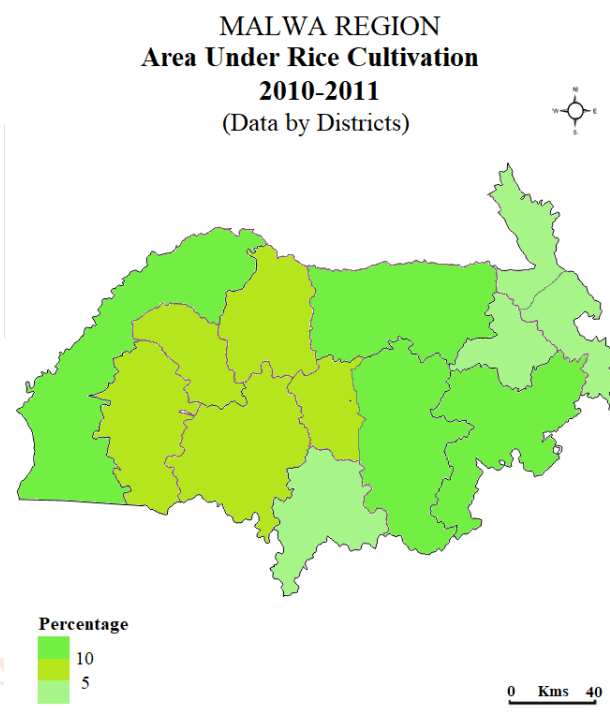 MALWA REGION
Area Under Rice Cultivation
2010-2011
(Data by Districts)
N
W E
S
Percentage
10
5
0 Kms 40